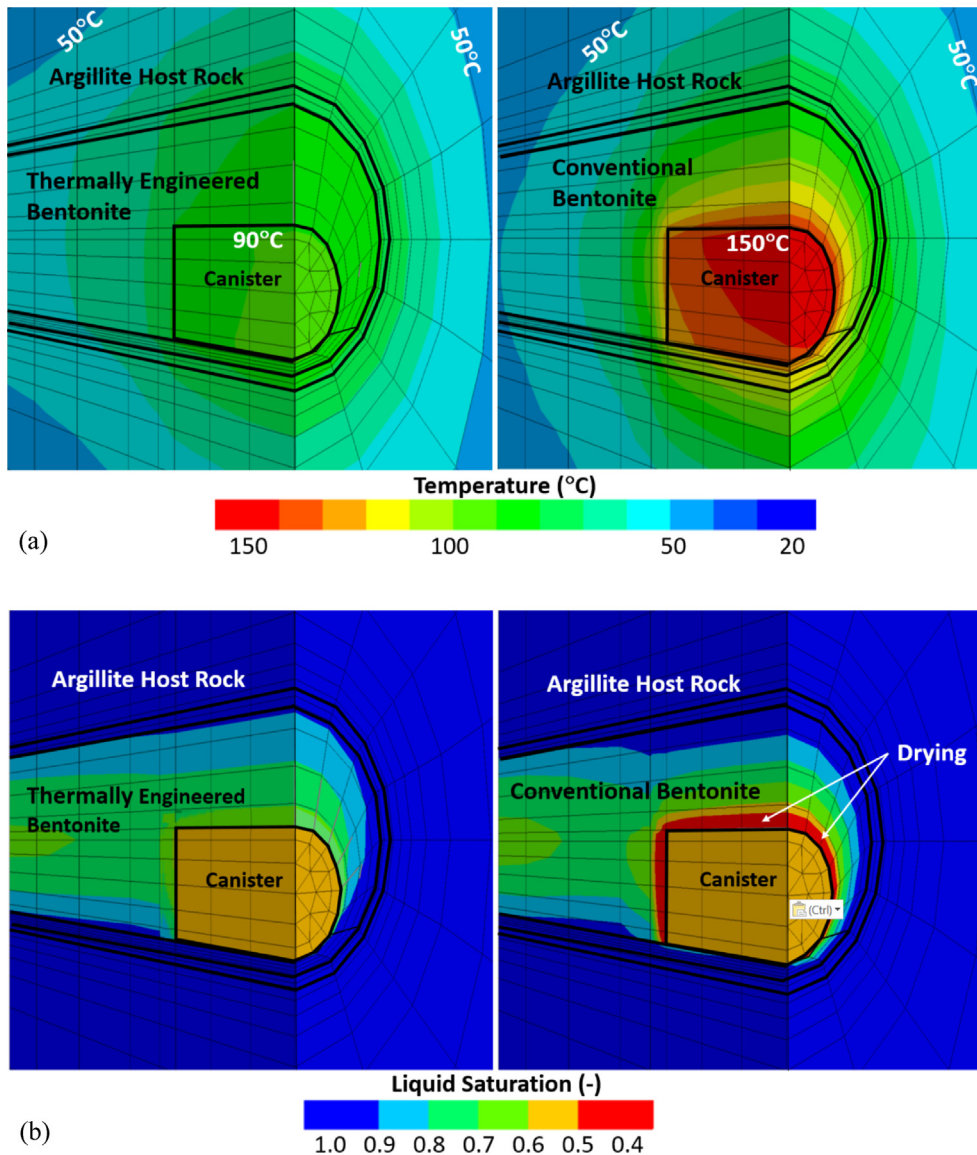 50°C
50°C
Argillite Host Rock
Thermally Engineered
Bentonite
90°C
Canister
50°C
50°C
Argillite Host Rock
Conventional
Bentonite
150°C
Canister
Temperature (°C)
(a)
150 100 50 20
Argillite Host Rock
Thermally Engineered
Bentonite
Canister
Argillite Host Rock
Drying
Conventional Bentonite
Canister
(Ctrl)
Liquid Saturation (-)
(b)
1.0 0.9 0.8 0.7 0.6 0.5 0.4